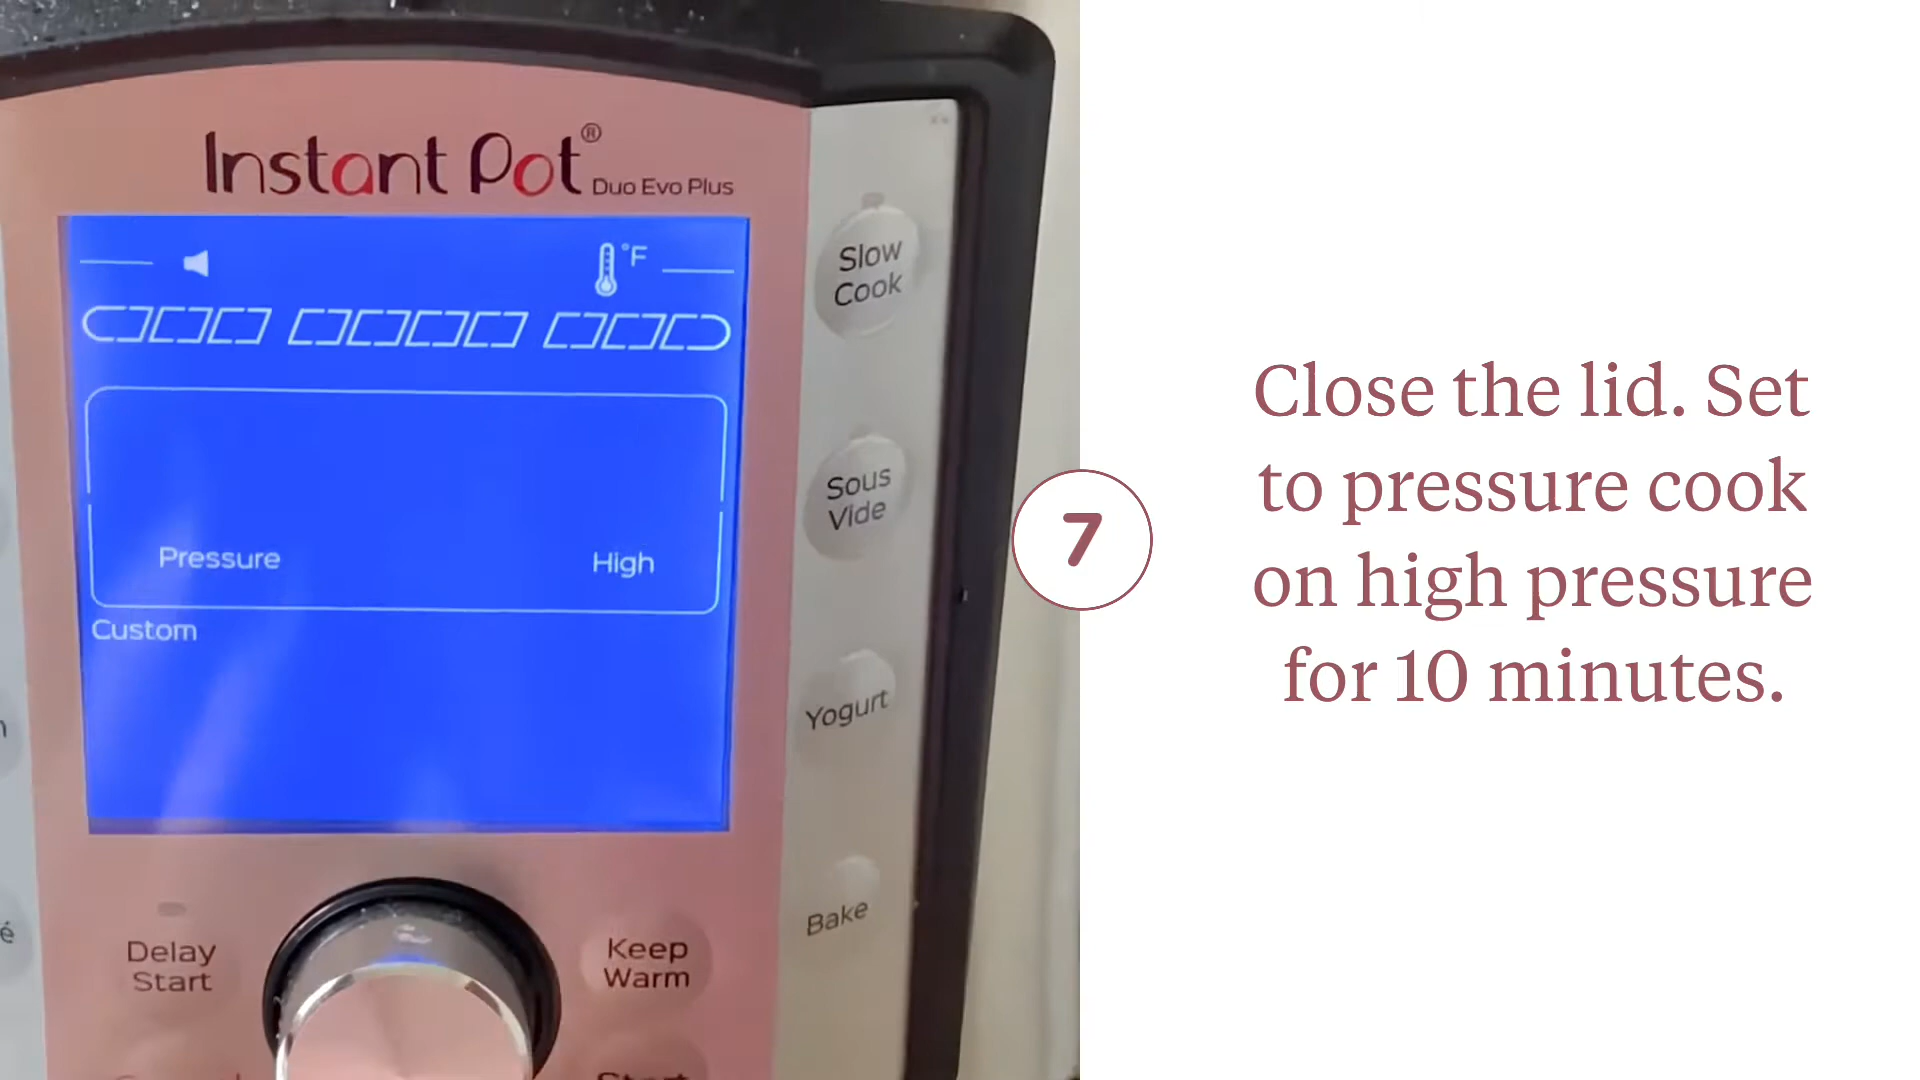 Instant Pot®
Duo Evo Plus
°F
Pressure High
Custom
Slow
Cook
Sous
Vide
Yogurt
Bake
Delay
Start
Keep
Warm
Start
7
Close the lid. Set
to pressure cook
on high pressure
for 10 minutes.